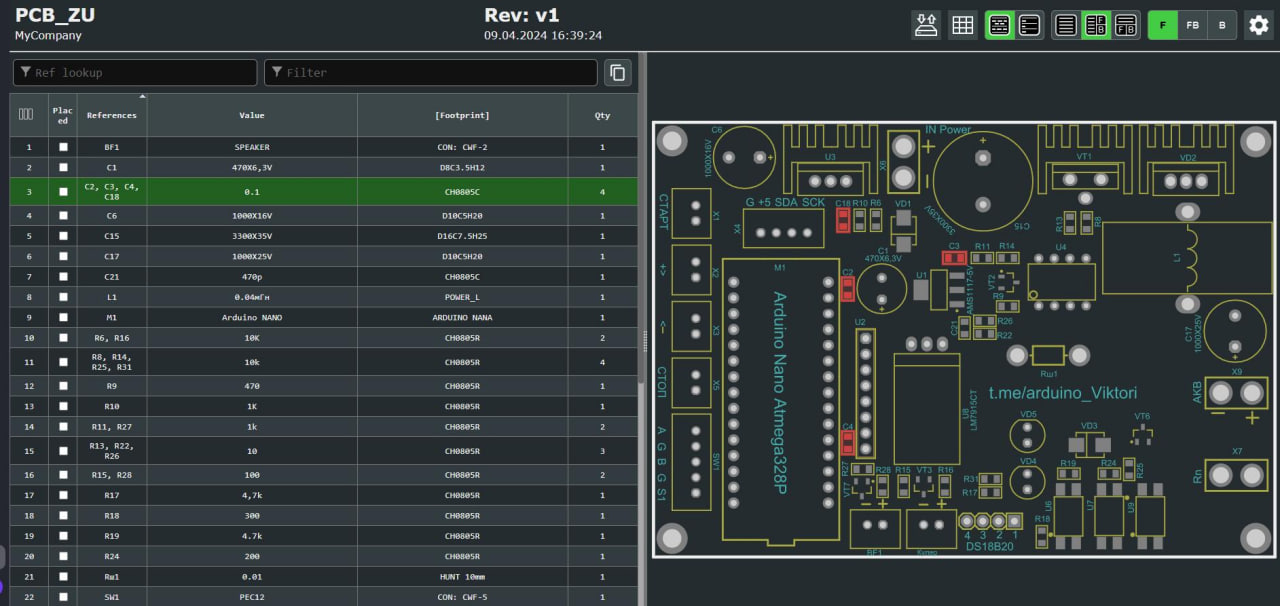 PCB_ZU
MyCompany
Rev: v1
09.04.2024 16:39:24
F FB B
Ref lookup
Filter
Placed References Value [Footprint] Qty
1 BF1 SPEAKER CON: CWF-2 1
2 C1 470X6,3V D8C3.5H12 1
3 C2, C3, C4, C18 0.1 CH0805C 4
4 C6 1000X16V D10C5H20 1
5 C15 3300X35V D16C7.5H25 1
6 C17 1000X25V D10C5H20 1
7 C21 470p CH0805C 1
8 L1 0.04мГн POWER_L 1
9 M1 Arduino NANO ARDUINO NANA 1
10 R6, R16 10K CH0805R 2
11 R8, R14, R25, R31 10k CH0805R 4
12 R9 470 CH0805R 1
13 R10 1K CH0805R 1
14 R11, R27 1k CH0805R 2
15 R13, R22, R26 10 CH0805R 3
16 R15, R28 100 CH0805R 2
17 R17 4,7k CH0805R 1
18 R18 300 CH0805R 1
19 R19 4.7k CH0805R 1
20 R24 200 CH0805R 1
21 Rш1 0.01 HUNT 10mm 1
22 SW1 PEC12 CON: CWF-5 1
C6
1000X16V
U3
X6
IN Power
+
−
3300X35V
C15
VT1
VD2
СТАРТ
X1
G +5 SDA SCK
X4
C18 R10 R6
VD1
R13
R8
+>
X2
M1
C1
470X6,3V
C2
C3
R11 R14
U4
U1
AMS1117-5V
VT2
R9
L1
<-
X3
Arduino Nano Atmega328P
U2
C21
R26
R22
C17
1000X25V
СТОП
X5
U8
LM7915CT
Rш1
t.me/arduino_Viktori
X9
AKB
− +
A G B G S1
SW1
C4
VD5
VD3
VT6
X7
Rn
R27
R28 R15 VT3 R16
VT7
R31
R17
VD4
R19
R24
R25
U6
U7
U9
R18
− +
− +
BF1
Кулер
4 3 2 1
DS18B20